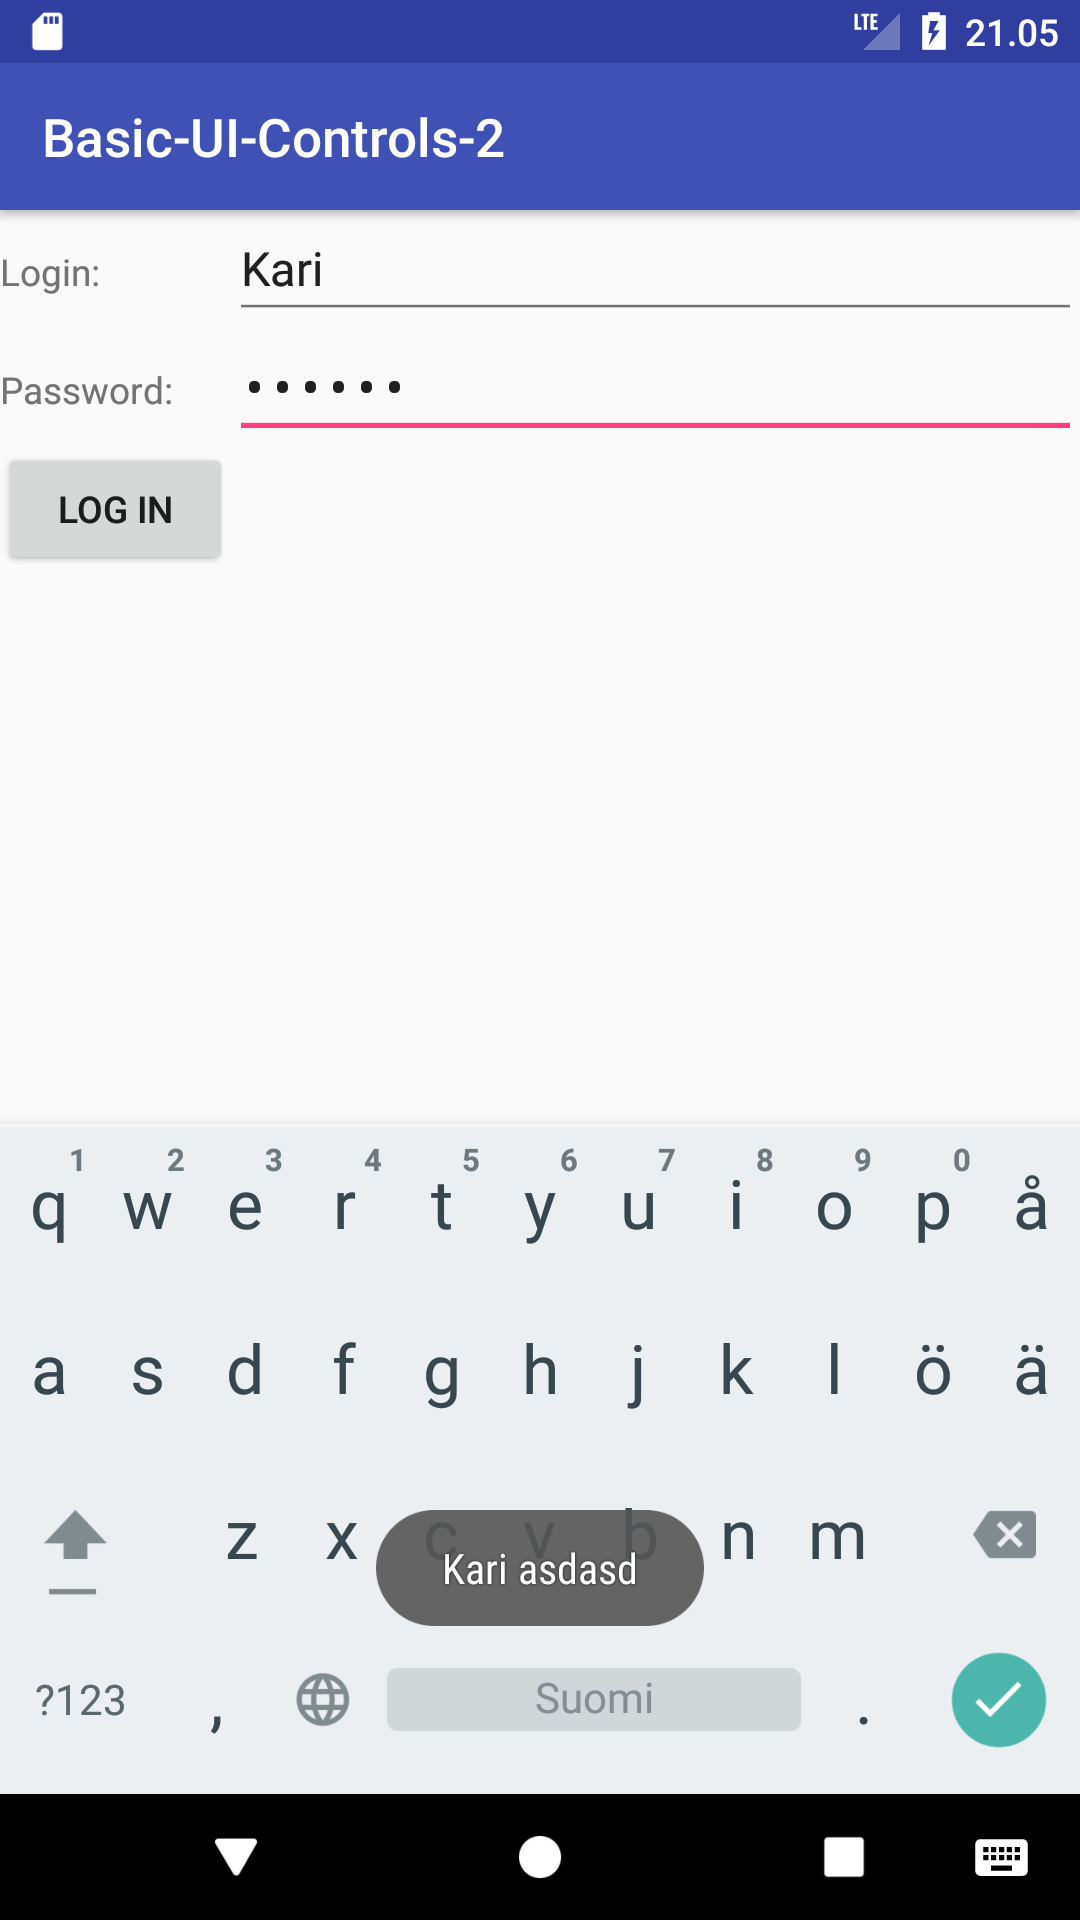 LTE 21.05
Basic-UI-Controls-2
Login: Kari
Password: ••••••
LOG IN
1 2 3 4 5 6 7 8 9 0
q w e r t y u i o p å
a s d f g h j k l ö ä
z x c v b n m
Kari asdasd
?123 , Suomi .